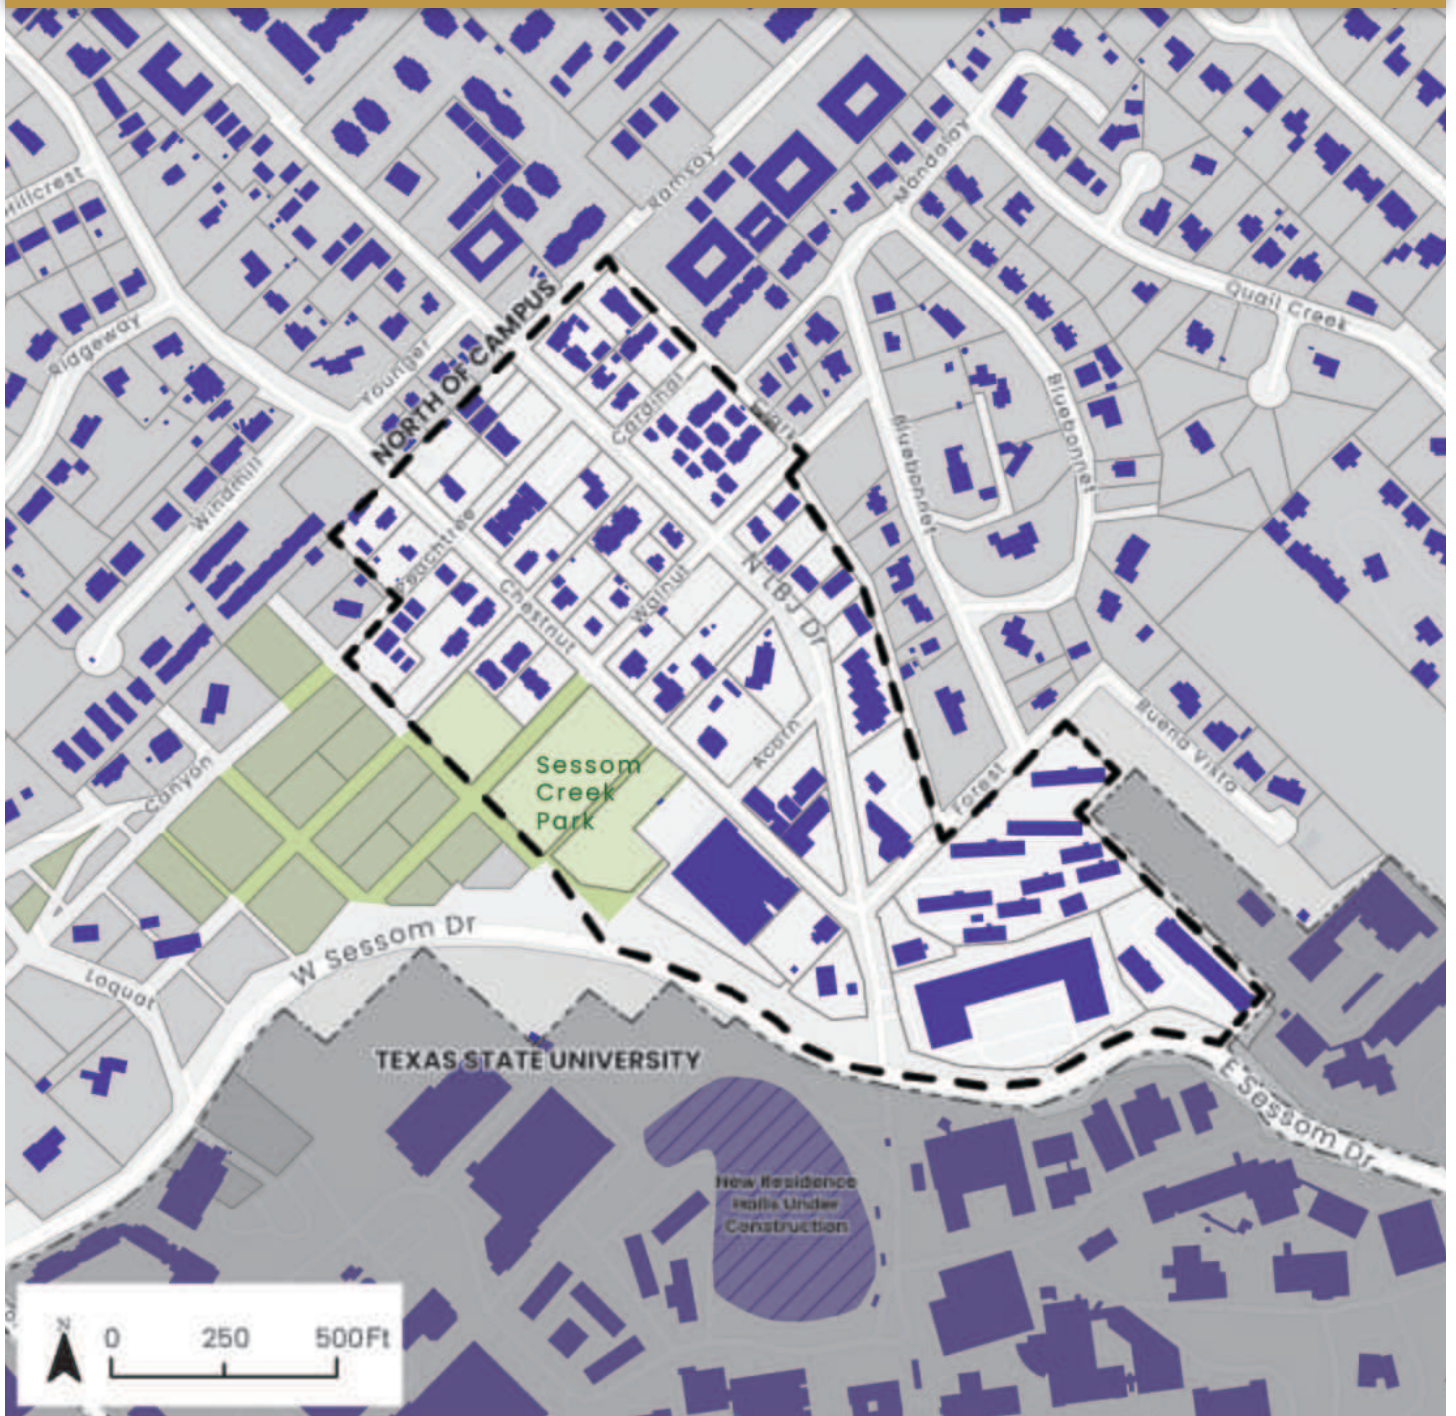 Hillcrest
Ramsay
Mandalay
Ridgeway
Younger
NORTH OF CAMPUS
Quail Creek
Cardinal
Bluebonnet
Bluebonnet
Windmill
Peachtree
Chestnut
Walnut
N LBJ Dr
Acorn
Canyon
Sessom
Creek
Park
Forest
Buena Vista
W Sessom Dr
Loquat
TEXAS STATE UNIVERSITY
E Sessom Dr
New Residence
Halls Under
Construction
N
0 250 500Ft